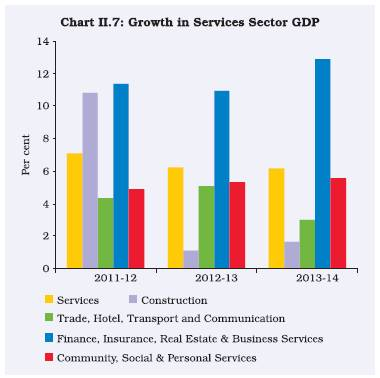 Chart II.7: Growth in Services Sector GDP
Per cent
14
12
10
8
6
4
2
0
2011-12 2012-13 2013-14
Services Construction
Trade, Hotel, Transport and Communication
Finance, Insurance, Real Estate & Business Services
Community, Social & Personal Services